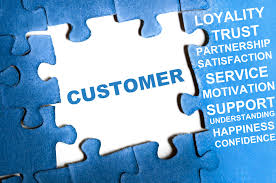 CUSTOMER
LOYALITY
TRUST
PARTNERSHIP
SATISFACTION
SERVICE
MOTIVATION
SUPPORT
UNDERSTANDING
HAPPINESS
CONFIDENCE